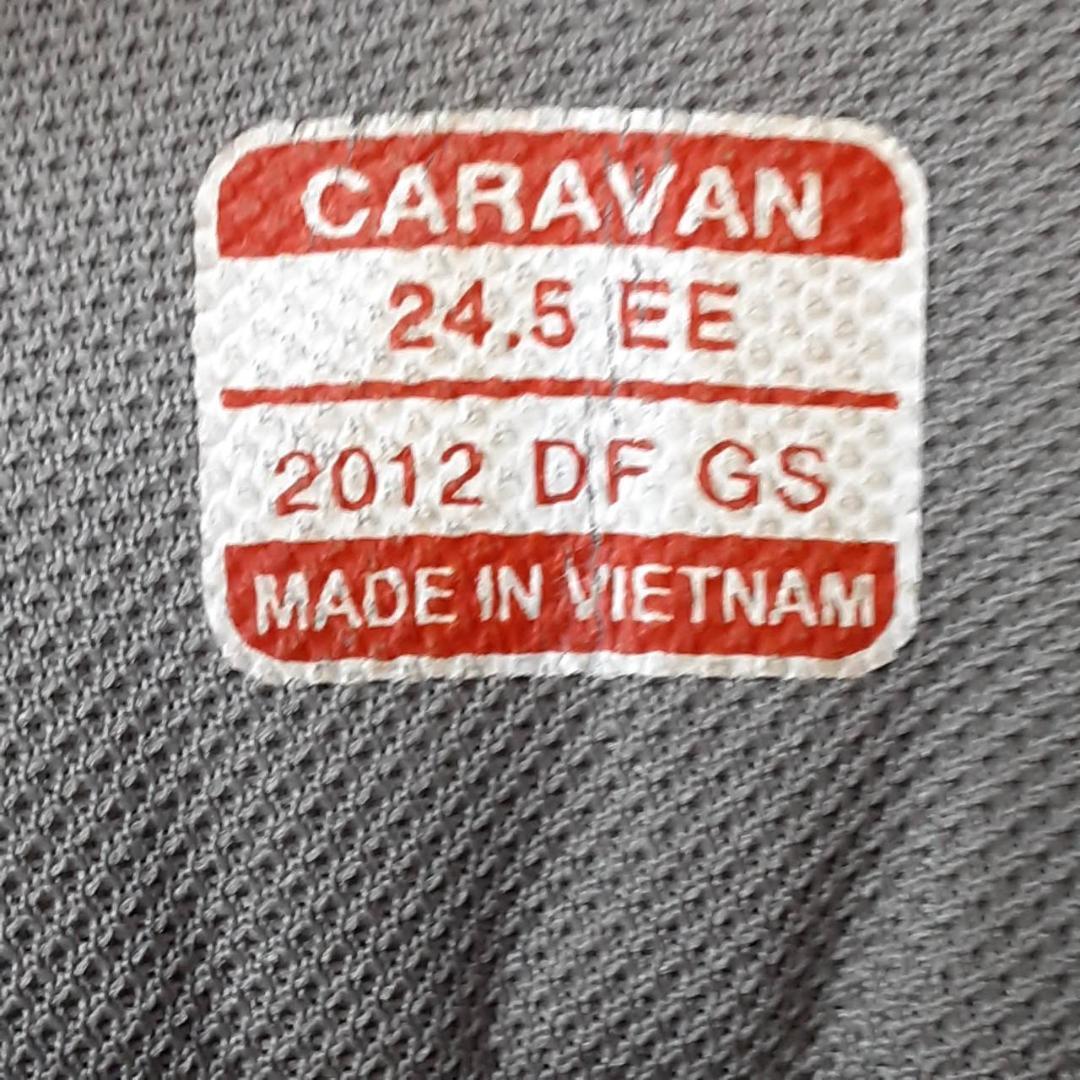 CARAVAN
24.5 EE
2012 DF GS
MADE IN VIETNAM